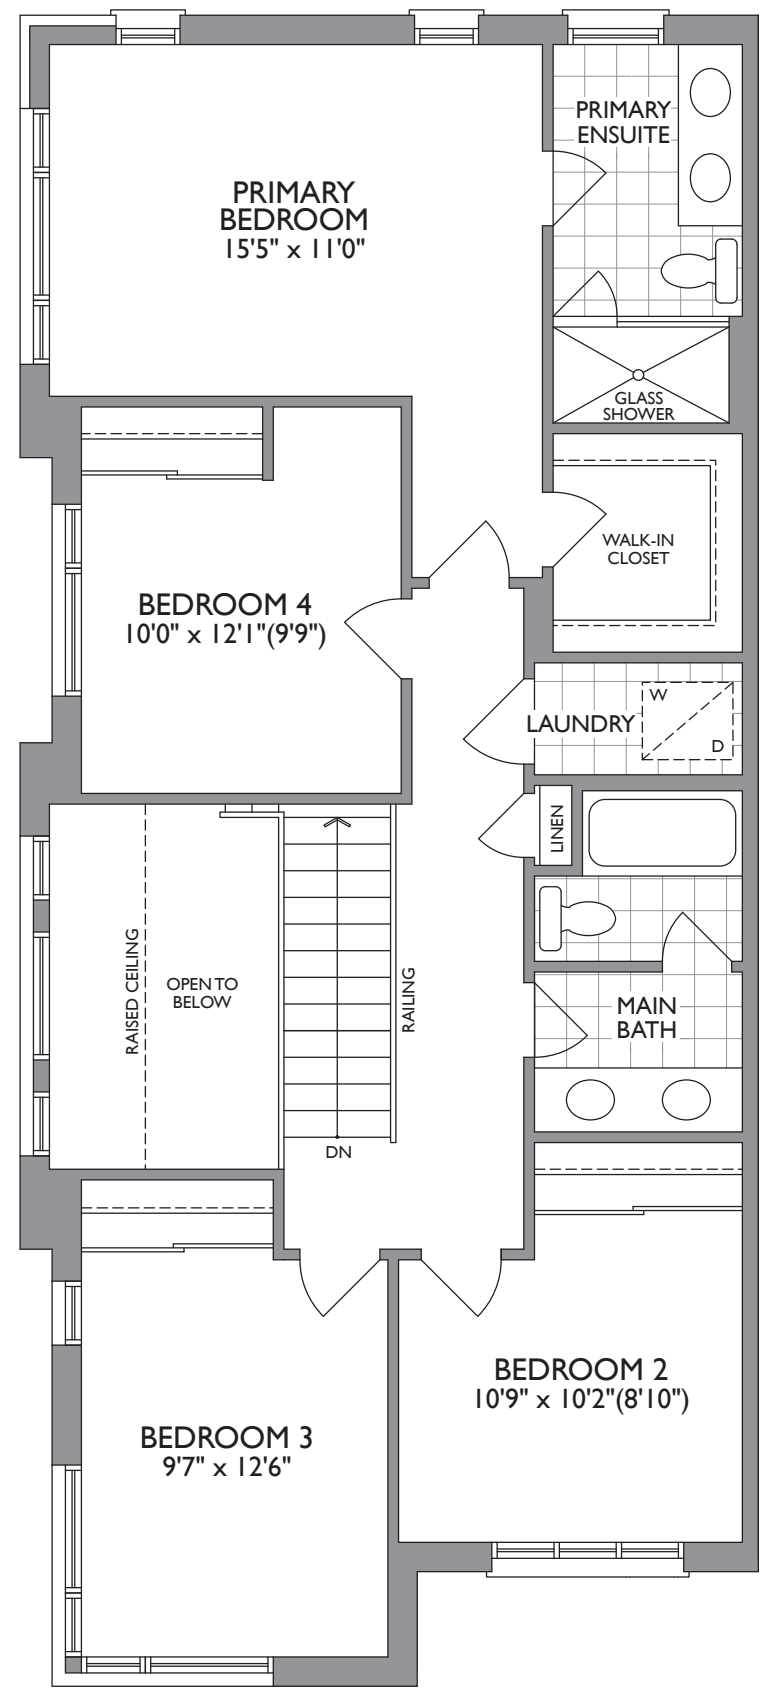 PRIMARY
ENSUITE
PRIMARY
BEDROOM
15'5" x 11'0"
GLASS
SHOWER
WALK-IN
CLOSET
BEDROOM 4
10'0" x 12'1"(9'9")
LAUNDRY
W
D
LINEN
RAISED CEILING
OPEN TO
BELOW
RAILING
MAIN
BATH
DN
BEDROOM 2
10'9" x 10'2"(8'10")
BEDROOM 3
9'7" x 12'6"